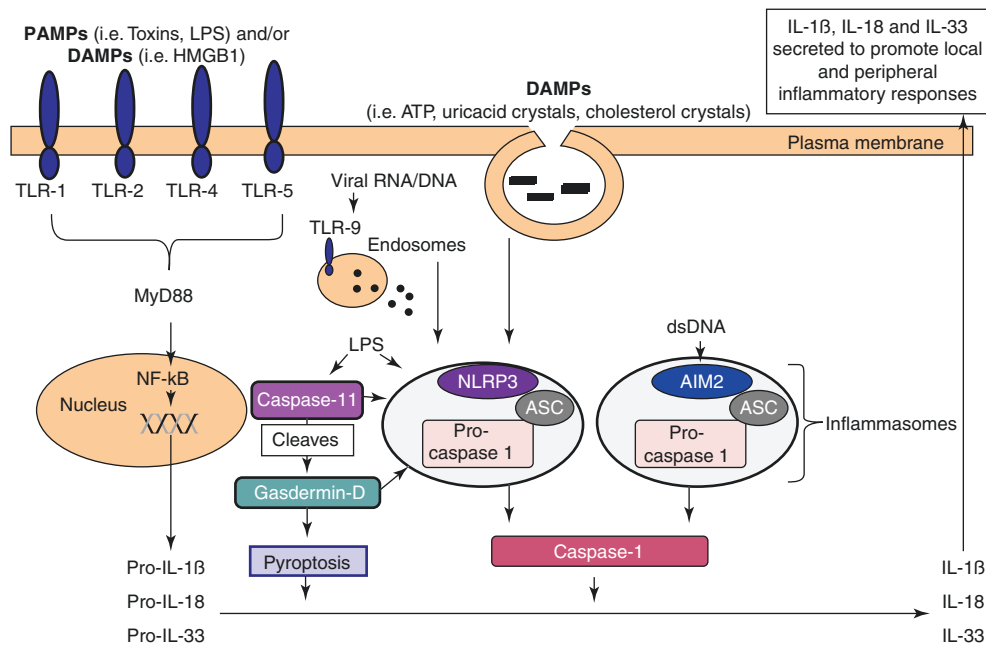 PAMPs (i.e. Toxins, LPS) and/or
DAMPs (i.e. HMGB1)
IL-1ß, IL-18 and IL-33
secreted to promote local
and peripheral
inflammatory responses
DAMPs
(i.e. ATP, uricacid crystals, cholesterol crystals)
Plasma membrane
TLR-1
TLR-2
TLR-4
TLR-5
Viral RNA/DNA
TLR-9
Endosomes
MyD88
LPS
dsDNA
NF-kB
Nucleus
Caspase-11
Cleaves
Gasdermin-D
Pyroptosis
NLRP3
ASC
Pro-
caspase 1
AIM2
ASC
Pro-
caspase 1
Inflammasomes
Caspase-1
Pro-IL-1ß
Pro-IL-18
Pro-IL-33
IL-1ß
IL-18
IL-33